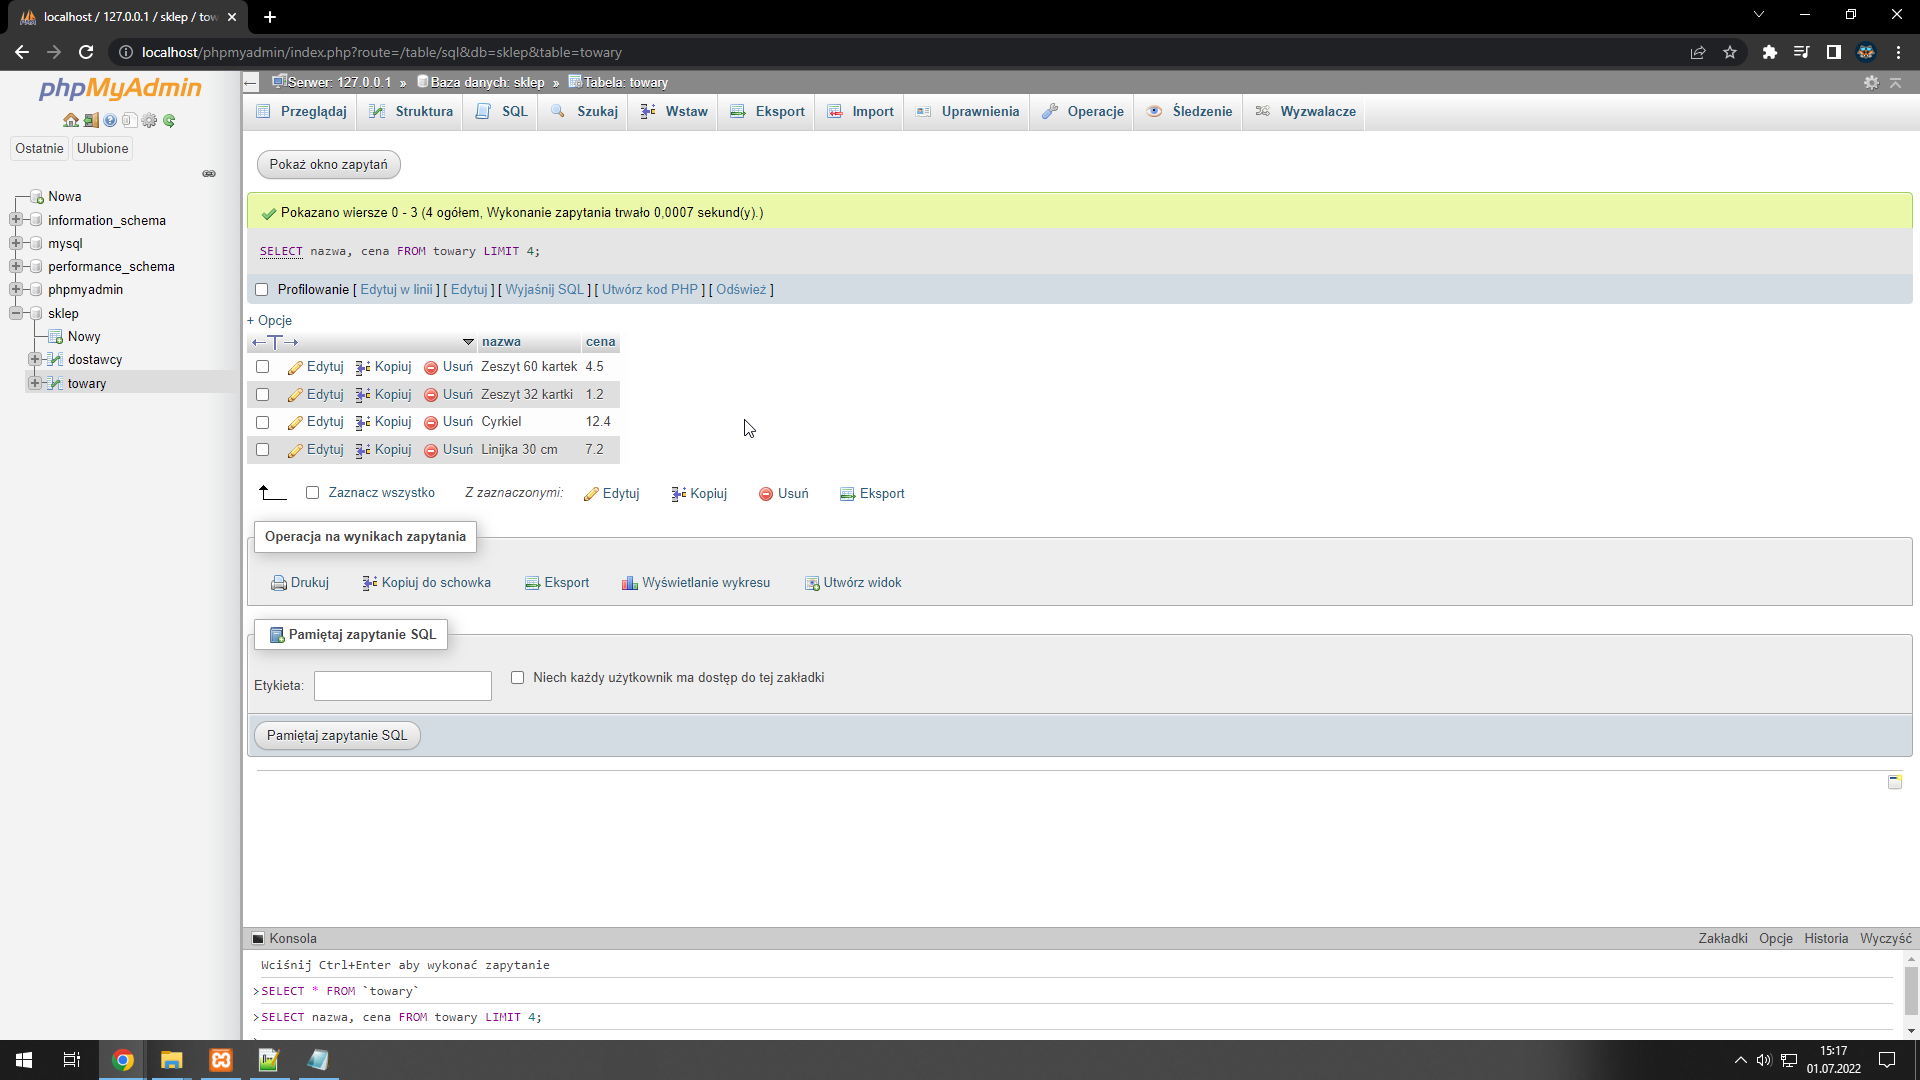 localhost / 127.0.0.1 / sklep / tow
localhost/phpmyadmin/index.php?route=/table/sql&db=sklep&table=towary
phpMyAdmin
Ostatnie Ulubione
Nowa
information_schema
mysql
performance_schema
phpmyadmin
sklep
Nowy
dostawcy
towary
Serwer: 127.0.0.1 » Baza danych: sklep » Tabela: towary
Przeglądaj Struktura SQL Szukaj Wstaw Eksport Import Uprawnienia Operacje Śledzenie Wyzwalacze
Pokaż okno zapytań
Pokazano wiersze 0 - 3 (4 ogółem, Wykonanie zapytania trwało 0,0007 sekund(y).)
SELECT nazwa, cena FROM towary LIMIT 4;
Profilowanie [ Edytuj w linii ] [ Edytuj ] [ Wyjaśnij SQL ] [ Utwórz kod PHP ] [ Odśwież ]
+ Opcje
←T→ nazwa cena
Edytuj Kopiuj Usuń Zeszyt 60 kartek 4.5
Edytuj Kopiuj Usuń Zeszyt 32 kartki 1.2
Edytuj Kopiuj Usuń Cyrkiel 12.4
Edytuj Kopiuj Usuń Linijka 30 cm 7.2
Zaznacz wszystko Z zaznaczonymi: Edytuj Kopiuj Usuń Eksport
Operacja na wynikach zapytania
Drukuj Kopiuj do schowka Eksport Wyświetlanie wykresu Utwórz widok
Pamiętaj zapytanie SQL
Etykieta: Niech każdy użytkownik ma dostęp do tej zakładki
Pamiętaj zapytanie SQL
Konsola Zakładki Opcje Historia Wyczyść
Wciśnij Ctrl+Enter aby wykonać zapytanie
>SELECT * FROM `towary`
>SELECT nazwa, cena FROM towary LIMIT 4;
15:17
01.07.2022